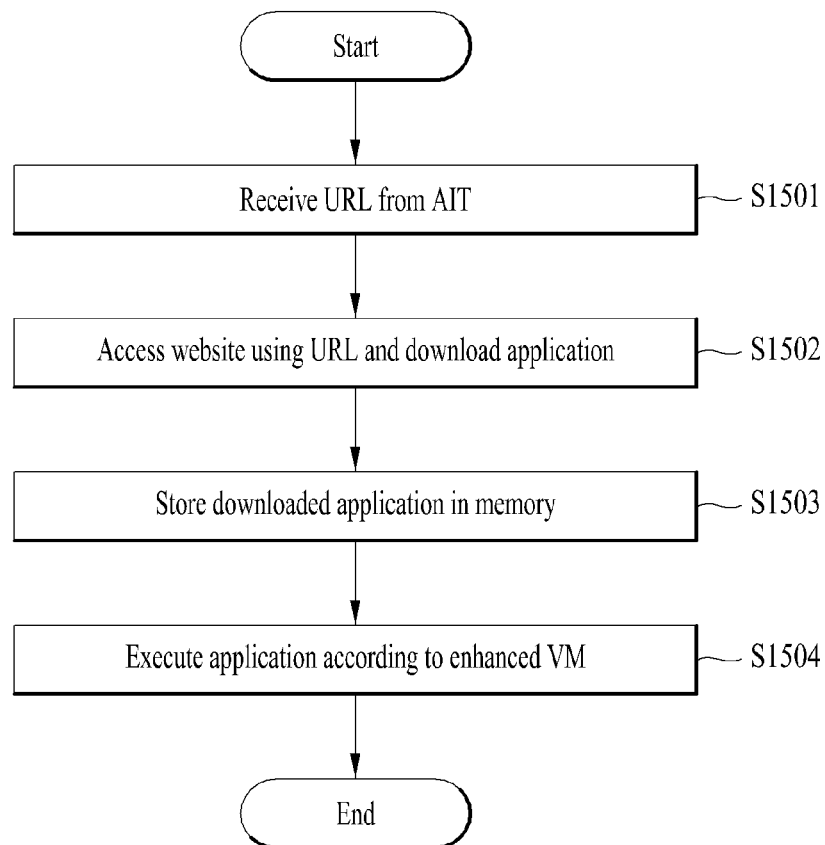 Start
Receive URL from AIT
S1501
Access website using URL and download application
S1502
Store downloaded application in memory
S1503
Execute application according to enhanced VM
S1504
End